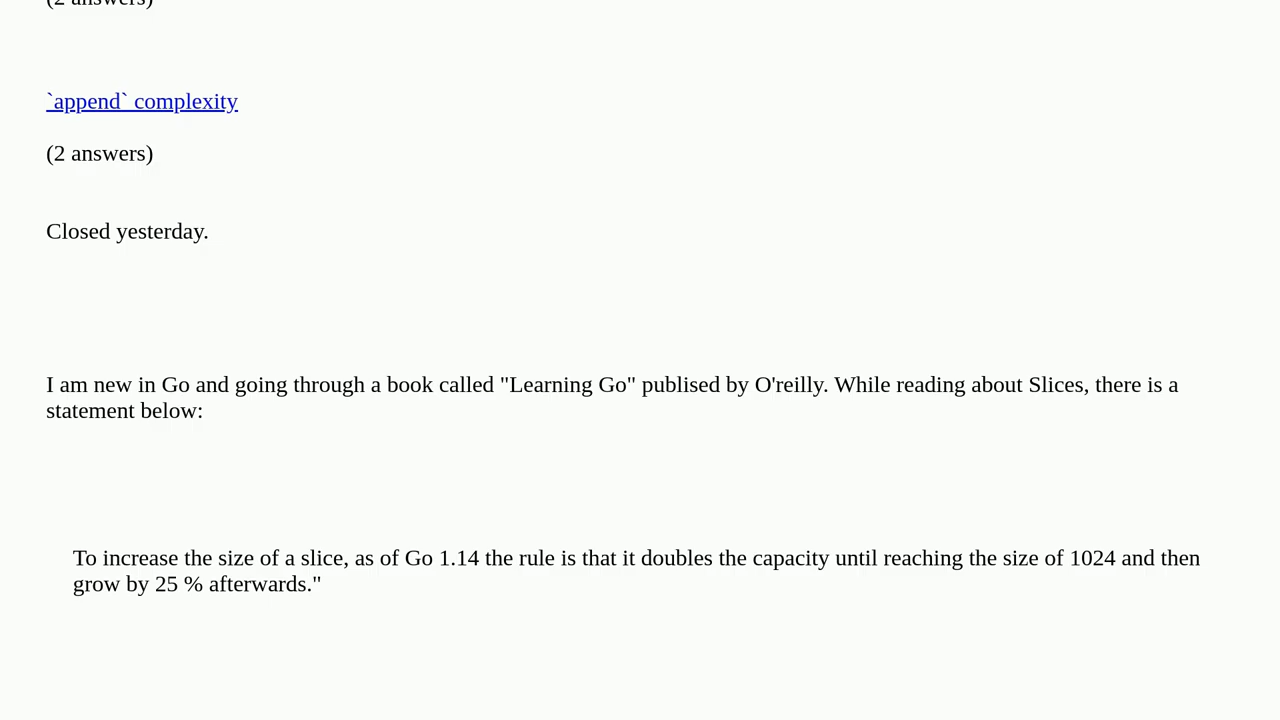 (2 answers)
`append` complexity
(2 answers)
Closed yesterday.
I am new in Go and going through a book called "Learning Go" publised by O'reilly. While reading about Slices, there is a
statement below:
To increase the size of a slice, as of Go 1.14 the rule is that it doubles the capacity until reaching the size of 1024 and then
grow by 25 % afterwards."